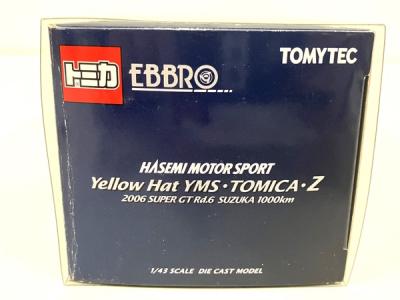 TOMYTEC
トミカ EBBRO
HASEMI MOTOR SPORT
Yellow Hat YMS・TOMICA・Z
2006 SUPER GT Rd.6 SUZUKA 1000km
1/43 SCALE DIE CAST MODEL